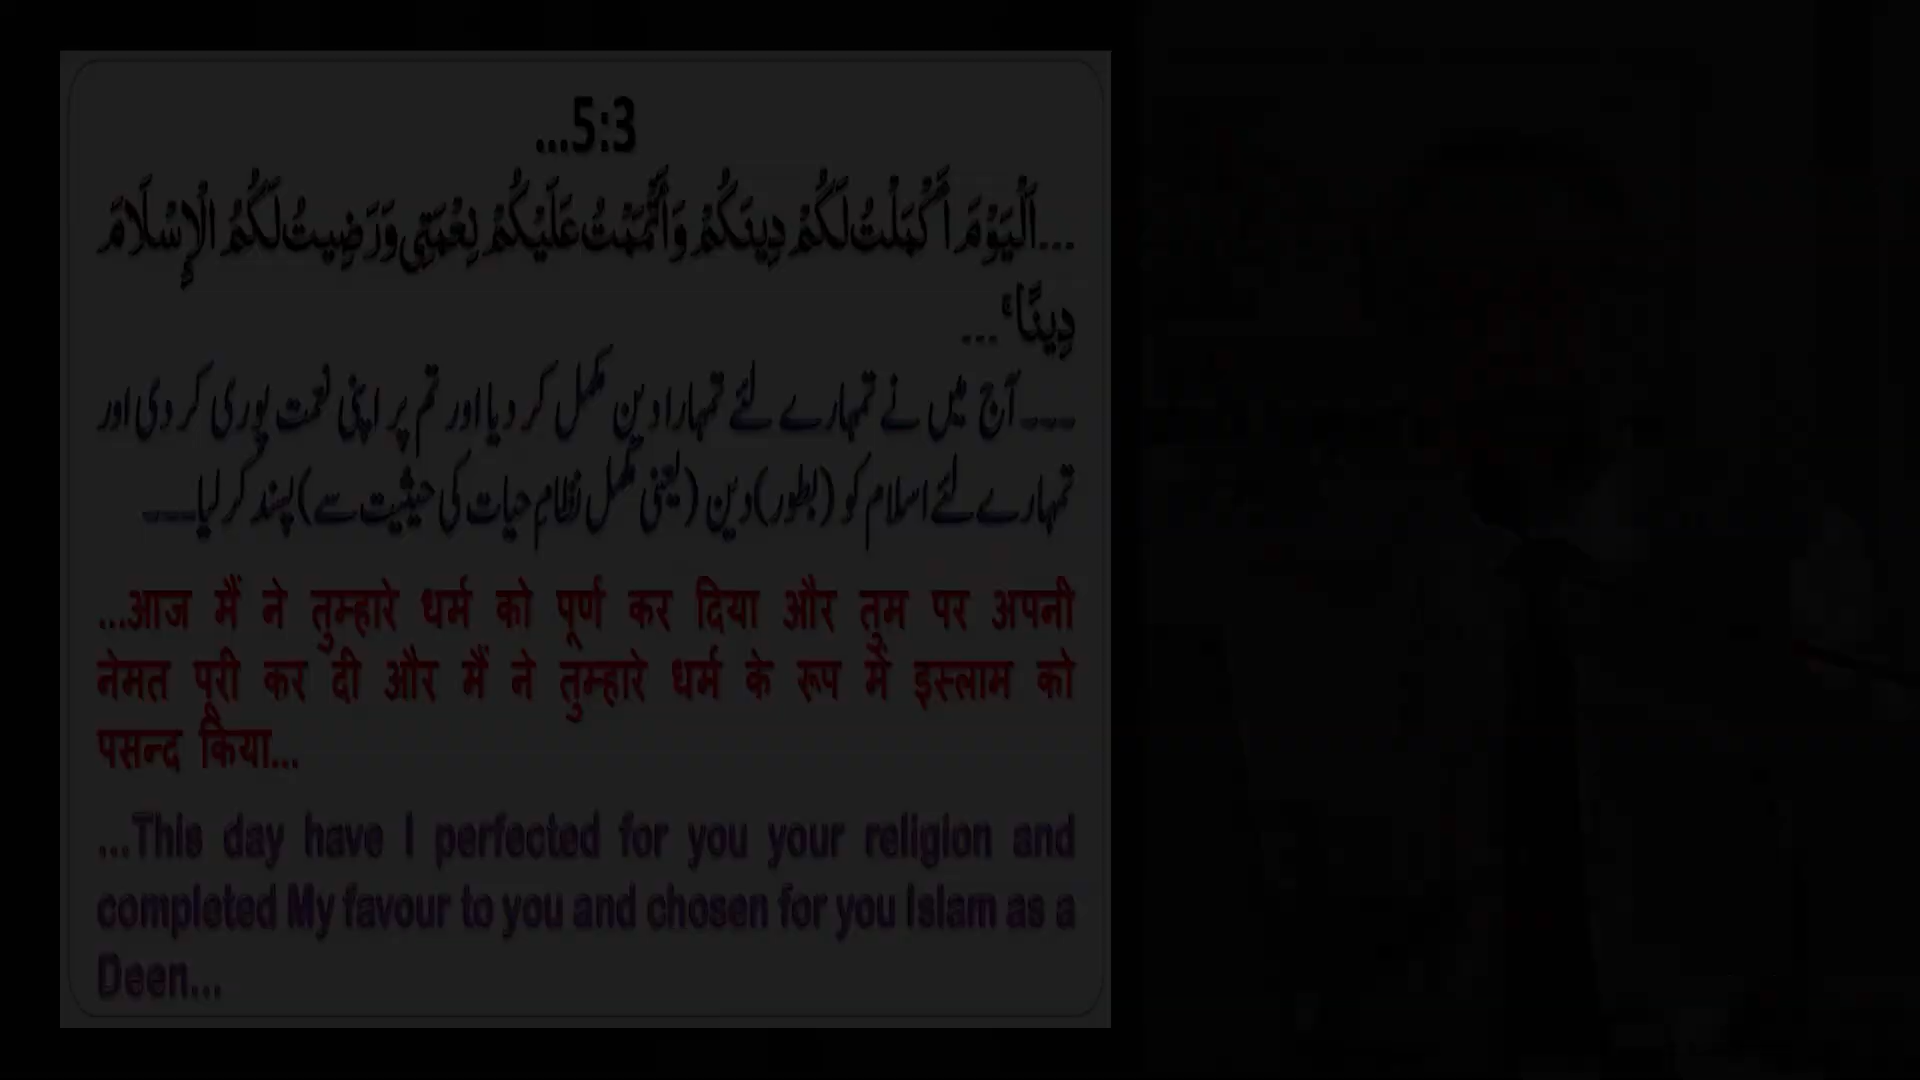 ...5:3
...اَلْيَوْمَ أَكْمَلْتُ لَكُمْ دِينَكُمْ وَأَتْمَمْتُ عَلَيْكُمْ نِعْمَتِي وَرَضِيتُ لَكُمُ الْإِسْلَامَ
دِينًا ۚ ...
---آج میں نے تمہارے لئے تمہارا دین مکمل کر دیا اور تم پر اپنی نعمت پوری کر دی اور
تمہارے لئے اسلام کو (بطور) دین (یعنی مکمل نظامِ حیات کی حیثیت سے) پسند کر لیا---
...आज मैं ने तुम्हारे धर्म को पूर्ण कर दिया और तुम पर अपनी
नेमत पूरी कर दी और मैं ने तुम्हारे धर्म के रूप में इस्लाम को
पसन्द किया...
...This day have I perfected for you your religion and
completed My favour to you and chosen for you Islam as a
Deen...